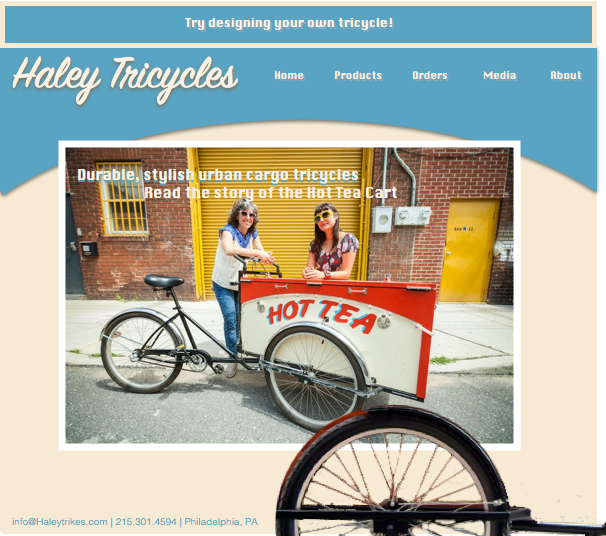 Try designing your own tricycle!
Haley Tricycles
Home Products Orders Media About
Durable, stylish urban cargo tricycles
Read the story of the Hot Tea Cart
HOT TEA
info@Haleytrikes.com | 215.301.4594 | Philadelphia, PA